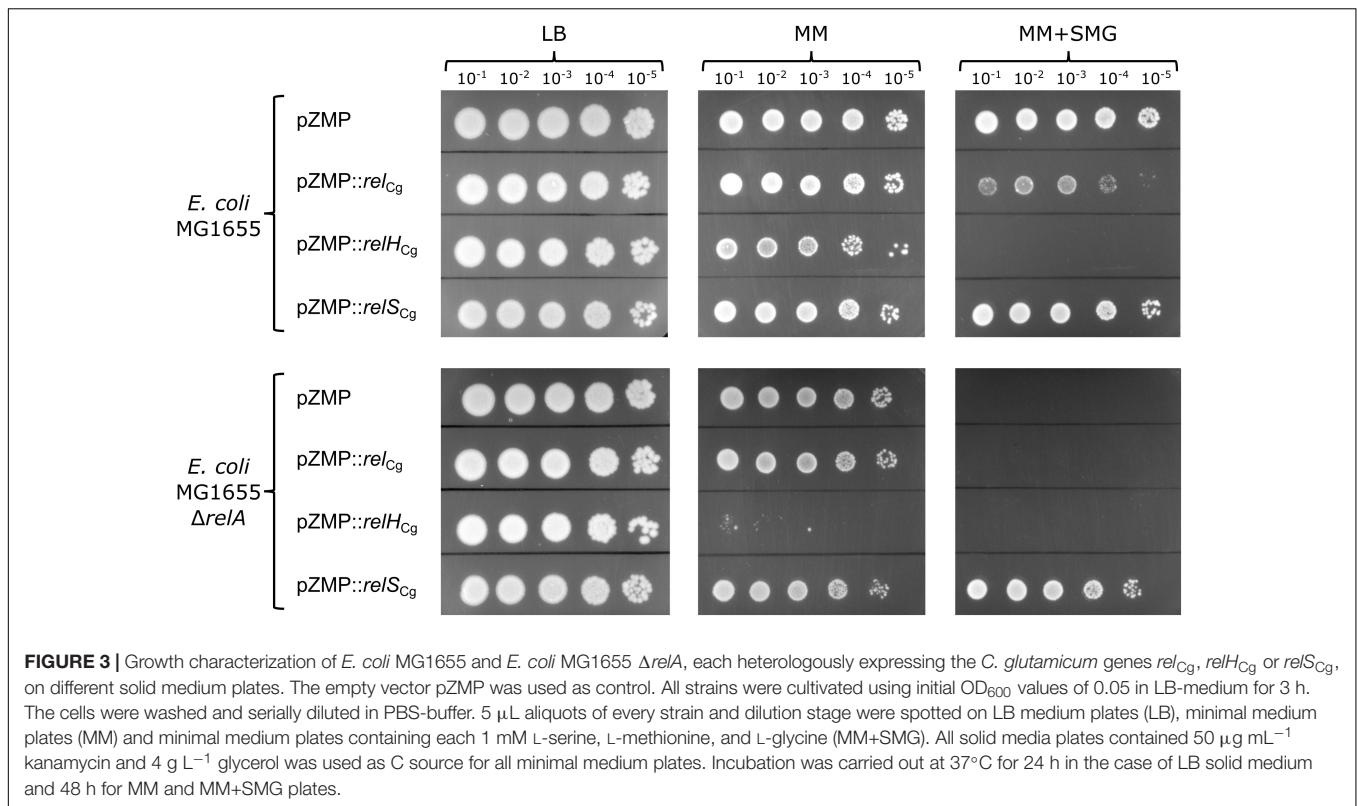 LB MM MM+SMG
10-1 10-2 10-3 10-4 10-5 10-1 10-2 10-3 10-4 10-5 10-1 10-2 10-3 10-4 10-5
pZMP
pZMP::relCg
E. coli
MG1655
pZMP::relHCg
pZMP::relSCg
pZMP
pZMP::relCg
E. coli
MG1655
ΔrelA
pZMP::relHCg
pZMP::relSCg
FIGURE 3 | Growth characterization of E. coli MG1655 and E. coli MG1655 ΔrelA, each heterologously expressing the C. glutamicum genes relCg, relHCg or relSCg,
on different solid medium plates. The empty vector pZMP was used as control. All strains were cultivated using initial OD600 values of 0.05 in LB-medium for 3 h.
The cells were washed and serially diluted in PBS-buffer. 5 μL aliquots of every strain and dilution stage were spotted on LB medium plates (LB), minimal medium
plates (MM) and minimal medium plates containing each 1 mM L-serine, L-methionine, and L-glycine (MM+SMG). All solid media plates contained 50 μg mL−1
kanamycin and 4 g L−1 glycerol was used as C source for all minimal medium plates. Incubation was carried out at 37°C for 24 h in the case of LB solid medium
and 48 h for MM and MM+SMG plates.